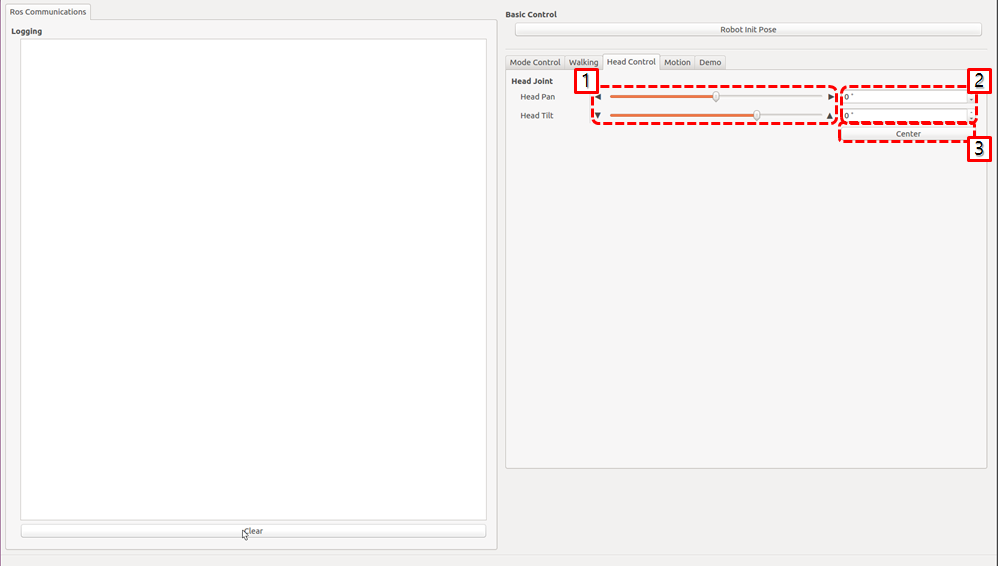 Ros Communications
Logging
Clear
Basic Control
Robot Init Pose
Mode Control Walking Head Control Motion Demo
1
2
Head Joint
Head Pan 0 °
Head Tilt 0 °
Center
3